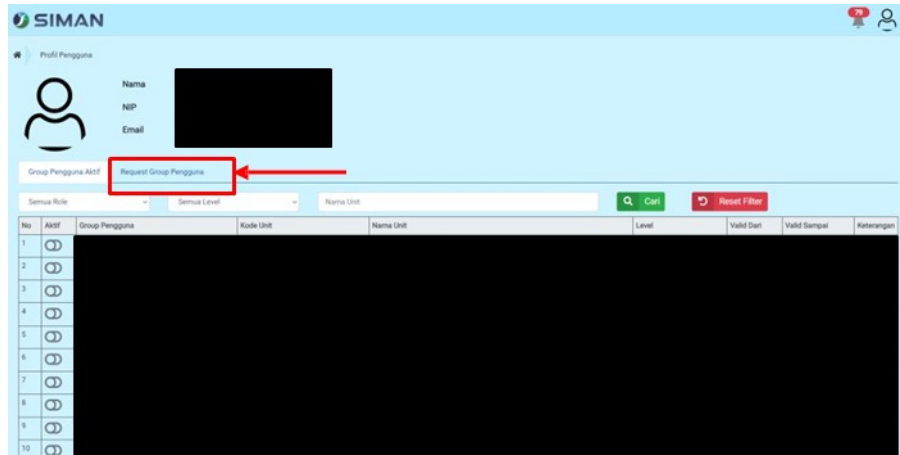 SIMAN
79
Profil Pengguna
Nama
NIP
Email
Group Pengguna Aktif Request Group Pengguna
Semua Role Semua Level Nama Unit Cari Reset Filter
No Aktif Group Pengguna Kode Unit Nama Unit Level Valid Dari Valid Sampai Keterangan
1
2
3
4
5
6
7
8
9
10